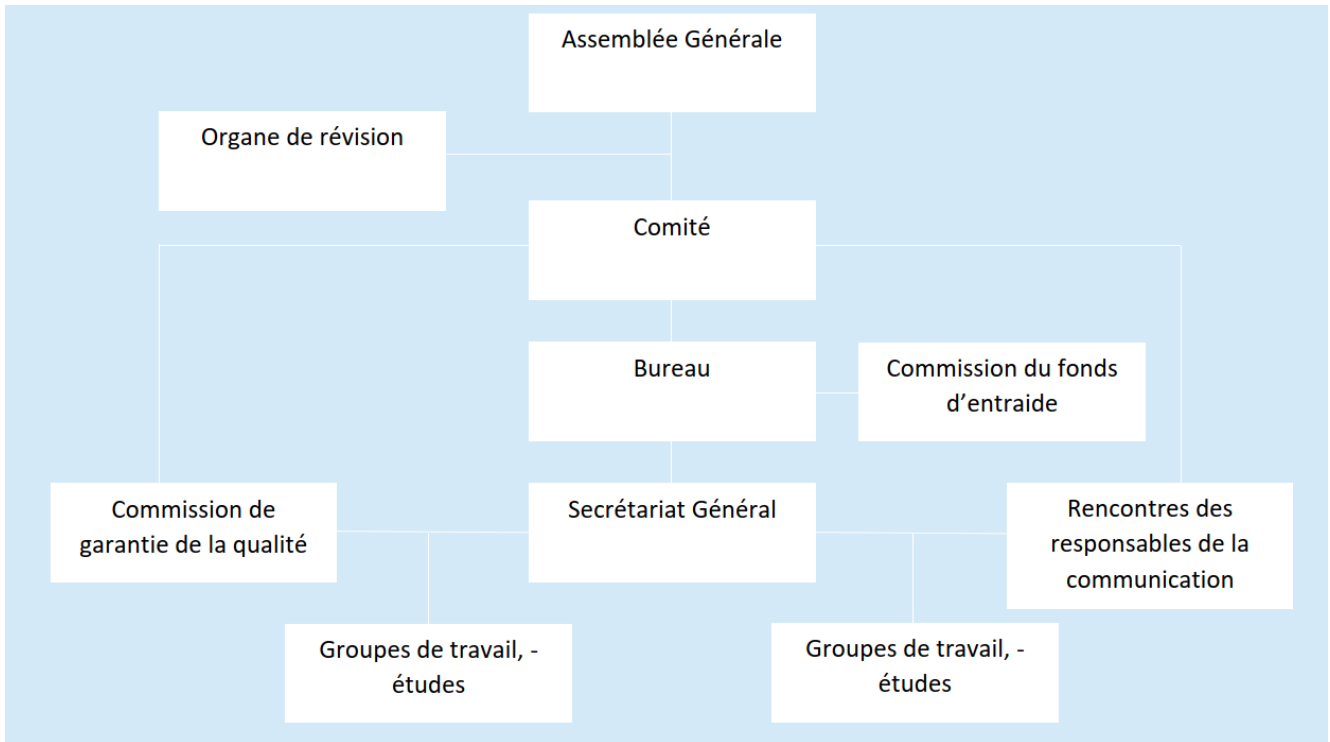 Assemblée Générale
Organe de révision
Comité
Bureau
Commission du fonds
d’entraide
Commission de
garantie de la qualité
Secrétariat Général
Rencontres des
responsables de la
communication
Groupes de travail, -
études
Groupes de travail, -
études